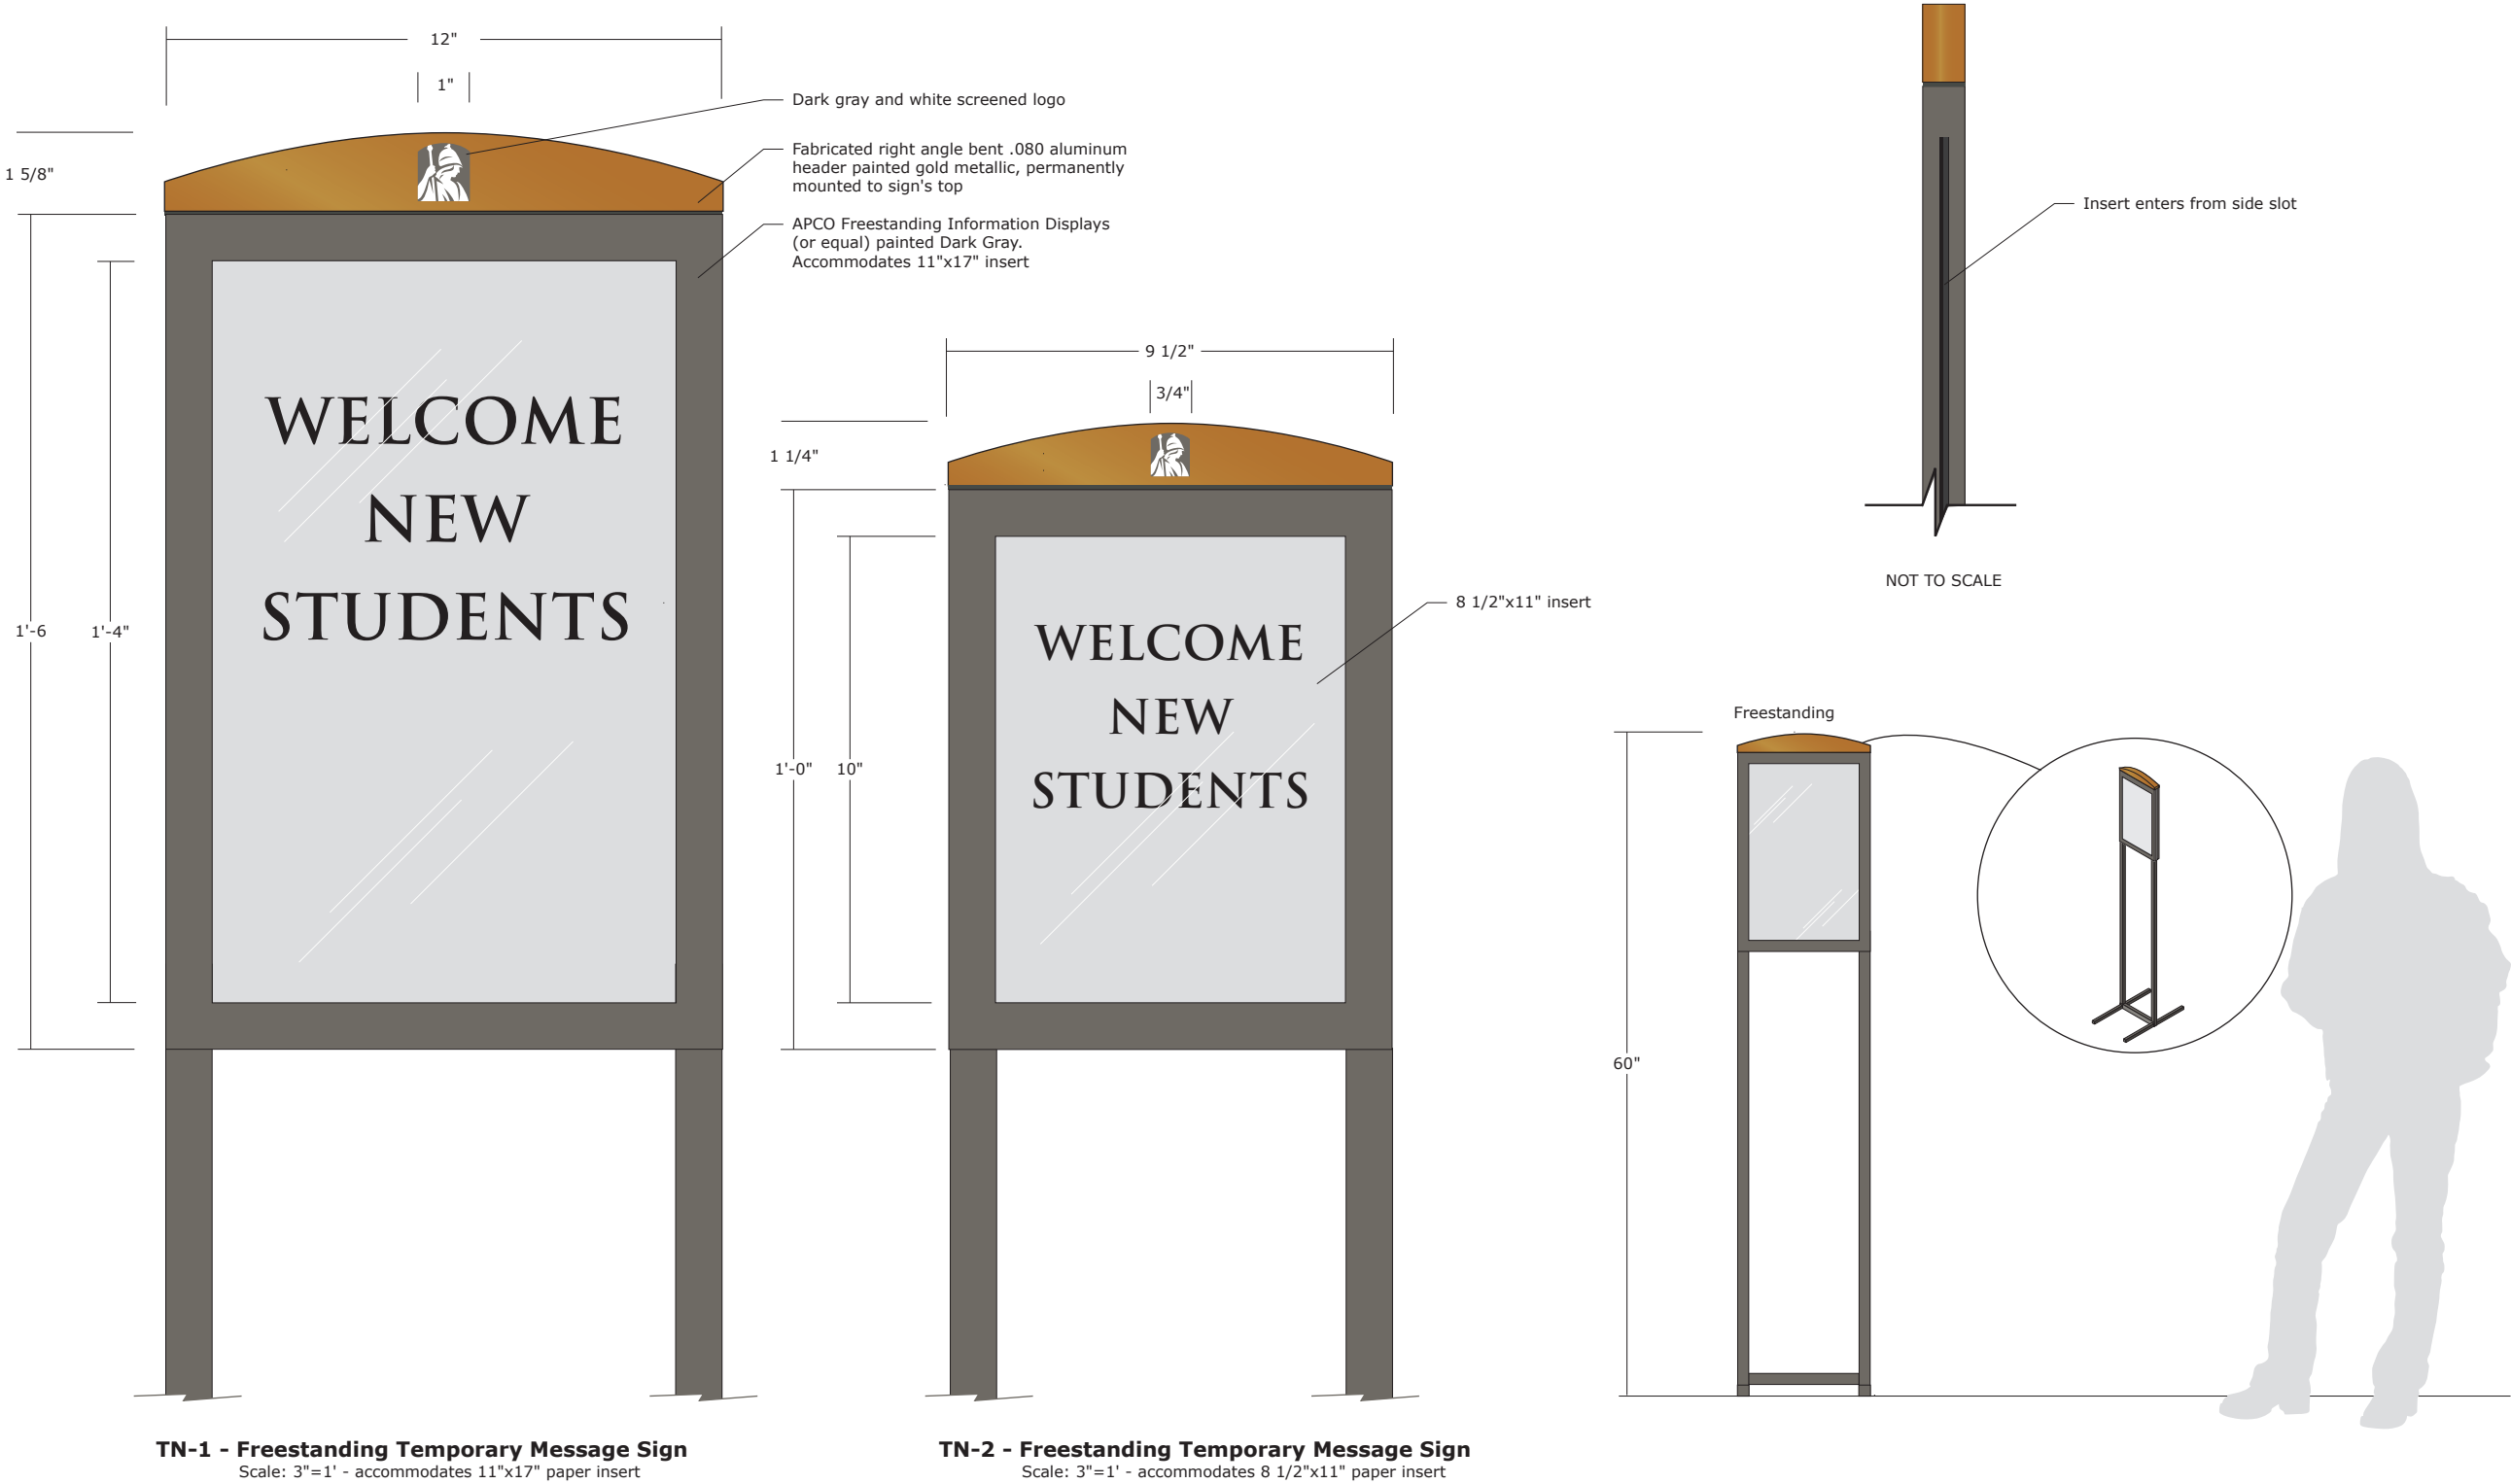 12"
1"
Dark gray and white screened logo
Fabricated right angle bent .080 aluminum
header painted gold metallic, permanently
mounted to sign's top
1 5/8"
APCO Freestanding Information Displays
(or equal) painted Dark Gray.
Accommodates 11"x17" insert
1'-6
1'-4"
WELCOME
NEW
STUDENTS
TN-1 - Freestanding Temporary Message Sign
Scale: 3"=1' - accommodates 11"x17" paper insert
9 1/2"
3/4"
1 1/4"
8 1/2"x11" insert
1'-0"
10"
WELCOME
NEW
STUDENTS
TN-2 - Freestanding Temporary Message Sign
Scale: 3"=1' - accommodates 8 1/2"x11" paper insert
Insert enters from side slot
NOT TO SCALE
Freestanding
60"